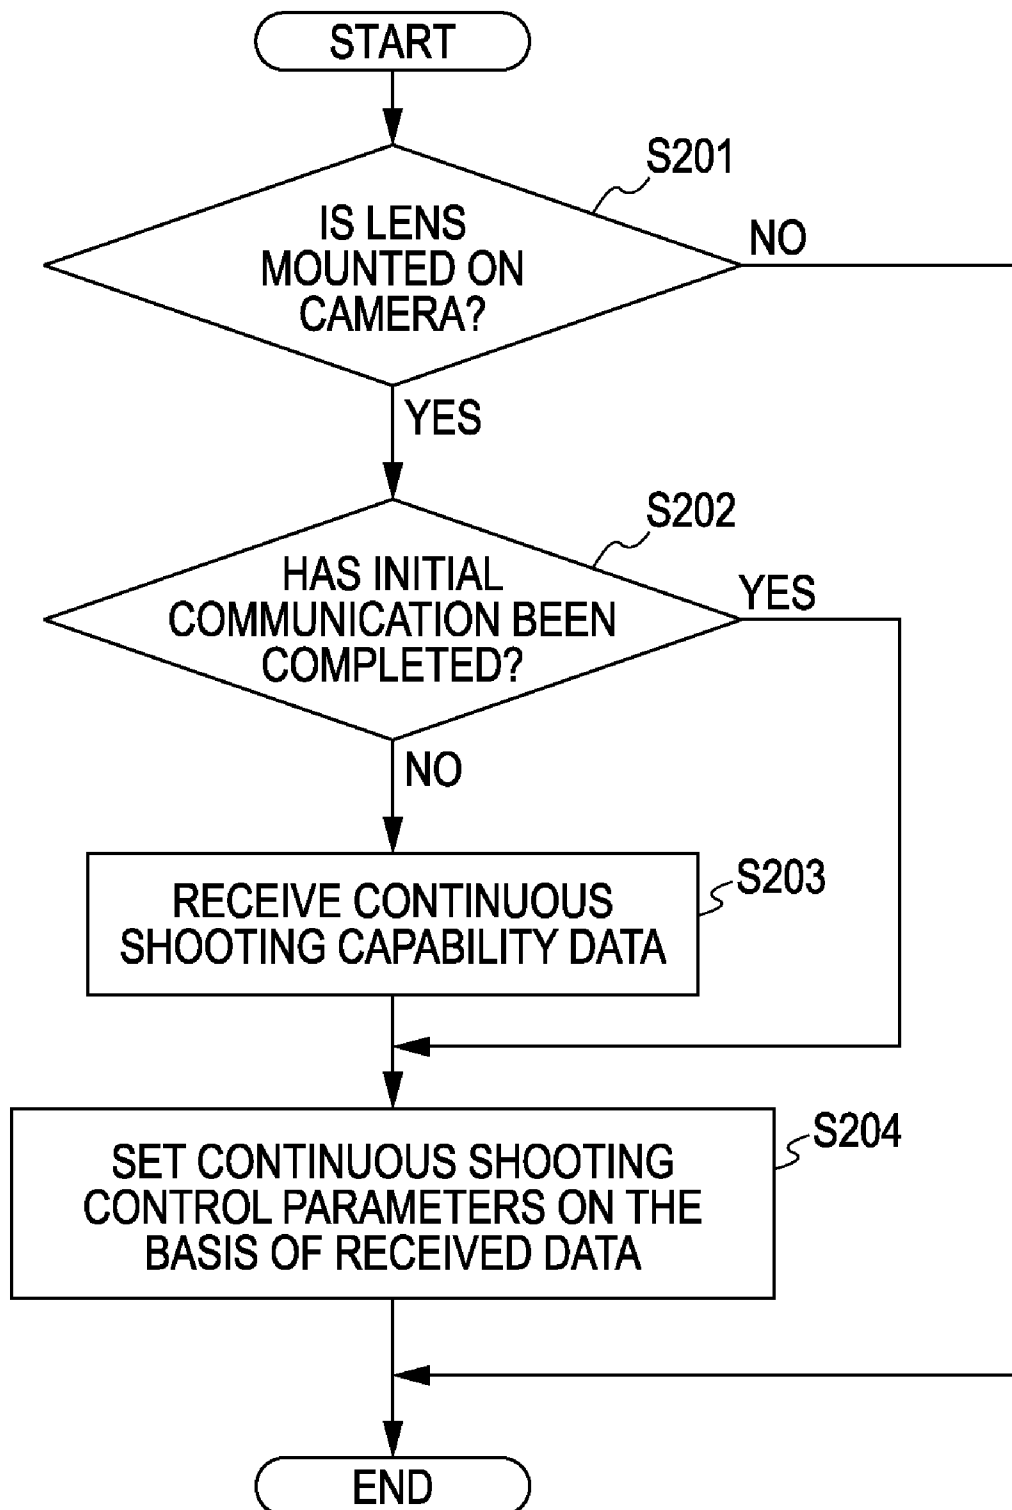 START
S201
IS LENS
MOUNTED ON
CAMERA?
NO
YES
S202
HAS INITIAL
COMMUNICATION BEEN
COMPLETED?
YES
NO
S203
RECEIVE CONTINUOUS
SHOOTING CAPABILITY DATA
S204
SET CONTINUOUS SHOOTING
CONTROL PARAMETERS ON THE
BASIS OF RECEIVED DATA
END